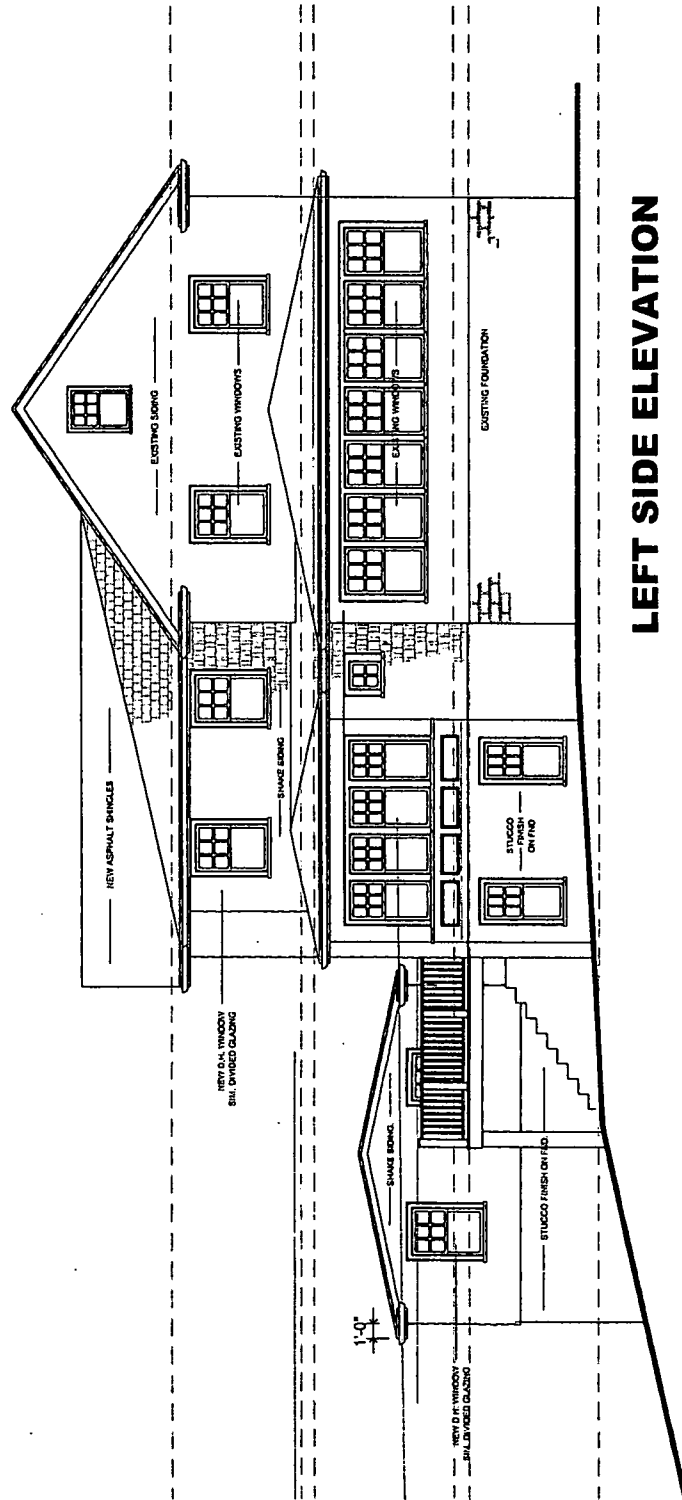 NEW ASPHALT SHINGLES
EXISTING SIDING
EXISTING WINDOWS
SHAKE SIDING
NEW D.H. WINDOW
SIM. DIVIDED GLAZING
EXISTING WINDOWS
1'-0"
SHAKE SIDING.
STUCCO
FINISH
ON FND
EXISTING FOUNDATION
NEW D.H. WINDOW
SIM. DIVIDED GLAZING
STUCCO FINISH ON FND.
LEFT SIDE ELEVATION